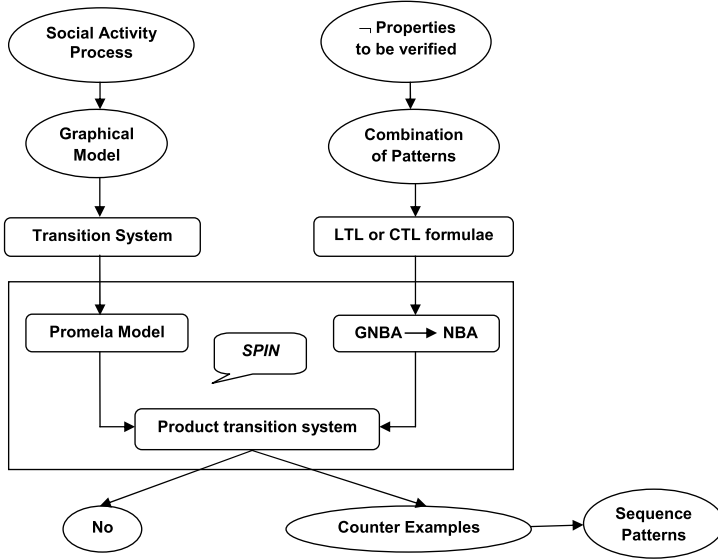 Social Activity
Process
¬ Properties
to be verified
Graphical
Model
Combination
of Patterns
Transition System
LTL or CTL formulae
Promela Model
GNBA NBA
SPIN
Product transition system
No
Counter Examples
Sequence
Patterns